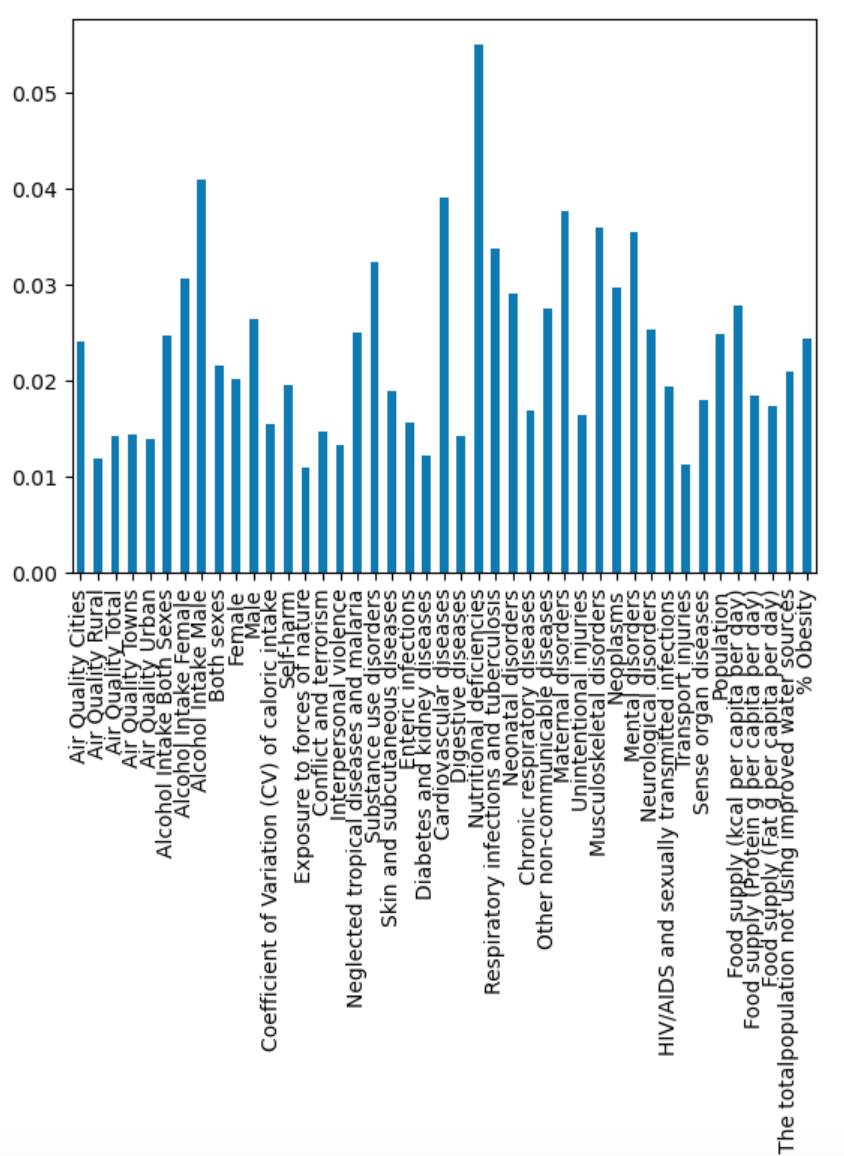 0.05
0.04
0.03
0.02
0.01
0.00
Air Quality Cities
Air Quality Rural
Air Quality Total
Air Quality Towns
Air Quality Urban
Alcohol Intake Both Sexes
Alcohol Intake Female
Alcohol Intake Male
Both sexes
Female
Male
Coefficient of Variation (CV) of caloric intake
Self-harm
Exposure to forces of nature
Conflict and terrorism
Interpersonal violence
Neglected tropical diseases and malaria
Substance use disorders
Skin and subcutaneous diseases
Enteric infections
Diabetes and kidney diseases
Cardiovascular diseases
Digestive diseases
Nutritional deficiencies
Respiratory infections and tuberculosis
Neonatal disorders
Chronic respiratory diseases
Other non-communicable diseases
Maternal disorders
Unintentional injuries
Musculoskeletal disorders
Neoplasms
Mental disorders
Neurological disorders
HIV/AIDS and sexually transmitted infections
Transport injuries
Sense organ diseases
Population
Food supply (kcal per capita per day)
Food supply (Protein g per capita per day)
Food supply (Fat g per capita per day)
The totalpopulation not using improved water sources
% Obesity